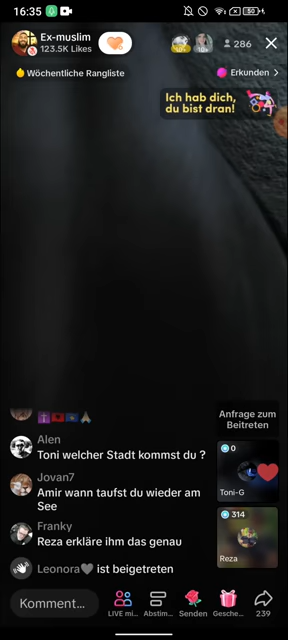 16:35
50
Ex-muslim
123.5K Likes
286
Wöchentliche Rangliste
Erkunden >
Ich hab dich,
du bist dran!
Anfrage zum
Beitreten
Alen
Toni welcher Stadt kommst du ?
0
Toni-G
Jovan7
Amir wann taufst du wieder am
See
Franky
Reza erkläre ihm das genau
314
Reza
Leonora🖤 ist beigetreten
Komment...
LIVE mi...
Abstim...
Senden
Gesche...
239